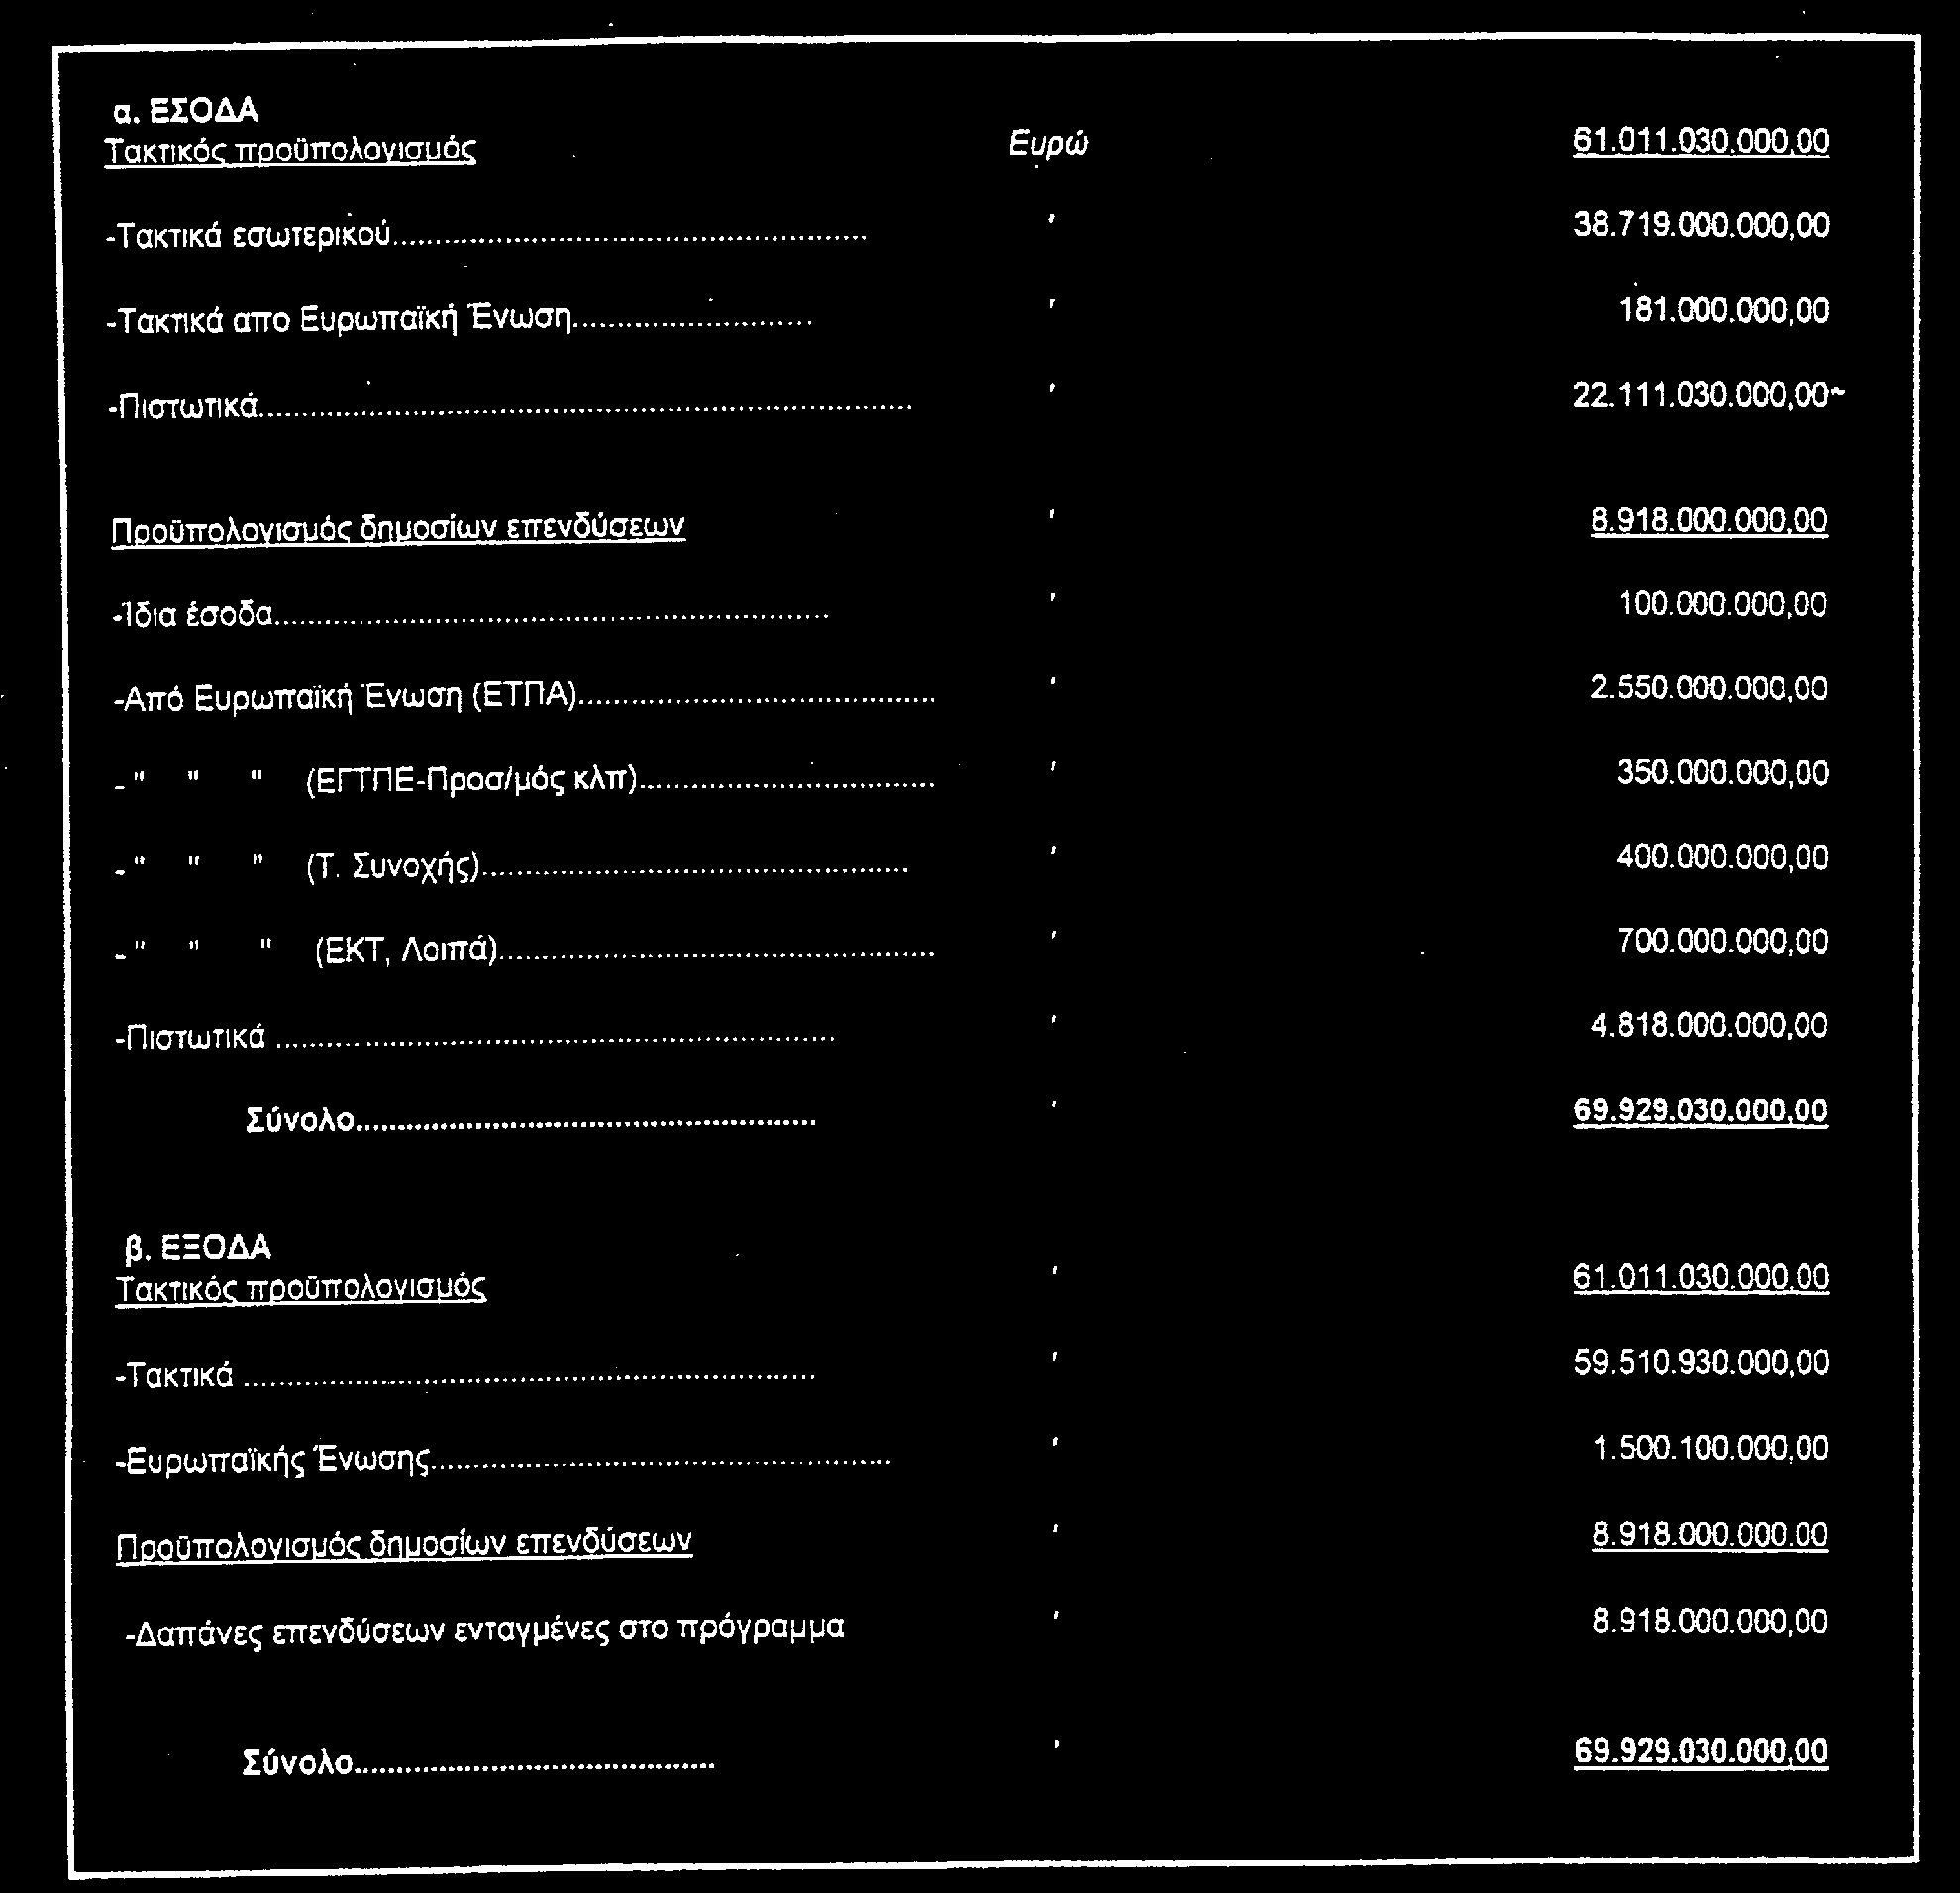 α. ΕΣΟΔΑ
Τακτικός προϋπολογισμός Ευρώ 61.011.030.000,00
-Τακτικά εσωτερικού.......... ' 38.719.000.000,00
-Τακτικά απο Ευρωπαϊκή Ένωση.......... ' 181.000.000,00
-Πιστωτικά.......... ' 22.111.030.000,00~
Προϋπολογισμός δημοσίων επενδύσεων ' 8.918.000.000,00
-Ίδια έσοδα.......... ' 100.000.000,00
-Από Ευρωπαϊκή Ένωση (ΕΤΠΑ).......... ' 2.550.000.000,00
-" " " (ΕΓΤΠΕ-Προσ/μός κλπ).......... ' 350.000.000,00
-" " " (Τ. Συνοχής).......... ' 400.000.000,00
-" " " (ΕΚΤ, Λοιπά).......... ' 700.000.000,00
-Πιστωτικά .......... ' 4.818.000.000,00
Σύνολο.......... ' 69.929.030.000,00
β. ΕΞΟΔΑ
Τακτικός προϋπολογισμός ' 61.011.030.000,00
-Τακτικά .......... ' 59.510.930.000,00
-Ευρωπαϊκής Ένωσης.......... ' 1.500.100.000,00
Προϋπολογισμός δημοσίων επενδύσεων ' 8.918.000.000,00
-Δαπάνες επενδύσεων ενταγμένες στο πρόγραμμα ' 8.918.000.000,00
Σύνολο.......... ' 69.929.030.000,00